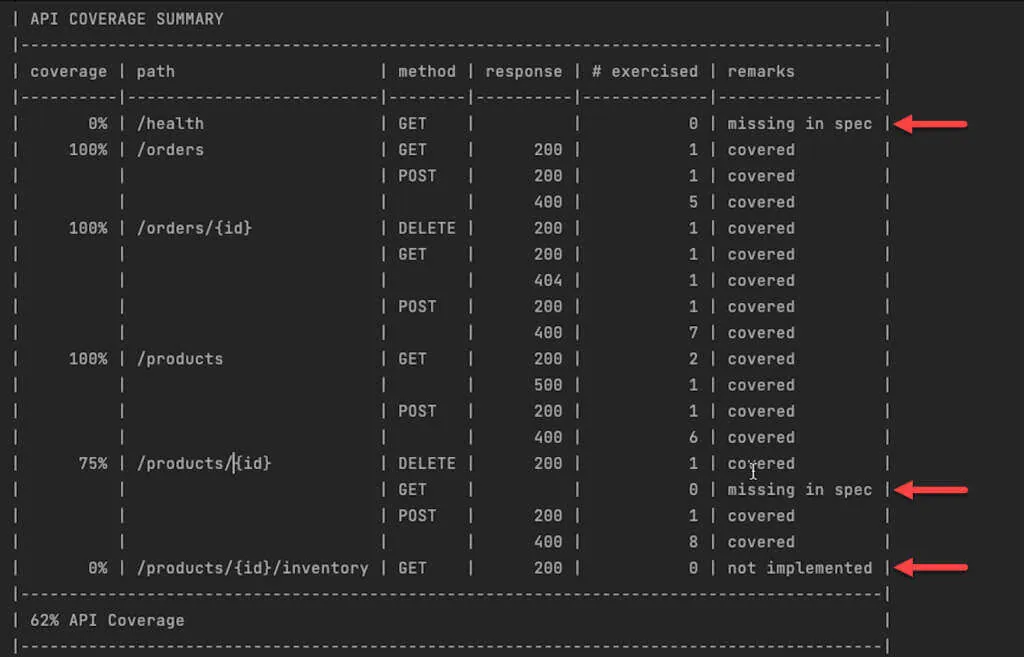 | API COVERAGE SUMMARY |
|-----------------------------------------------------------------------------------------|
| coverage | path | method | response | # exercised | remarks |
|----------|--------------------------|--------|----------|-------------|-----------------|
| 0% | /health | GET | | 0 | missing in spec |
| 100% | /orders | GET | 200 | 1 | covered |
| | | POST | 200 | 1 | covered |
| | | | 400 | 5 | covered |
| 100% | /orders/{id} | DELETE | 200 | 1 | covered |
| | | GET | 200 | 1 | covered |
| | | | 404 | 1 | covered |
| | | POST | 200 | 1 | covered |
| | | | 400 | 7 | covered |
| 100% | /products | GET | 200 | 2 | covered |
| | | | 500 | 1 | covered |
| | | POST | 200 | 1 | covered |
| | | | 400 | 6 | covered |
| 75% | /products/{id} | DELETE | 200 | 1 | covered |
| | | GET | | 0 | missing in spec |
| | | POST | 200 | 1 | covered |
| | | | 400 | 8 | covered |
| 0% | /products/{id}/inventory | GET | 200 | 0 | not implemented |
|-----------------------------------------------------------------------------------------|
| 62% API Coverage |
|-----------------------------------------------------------------------------------------|